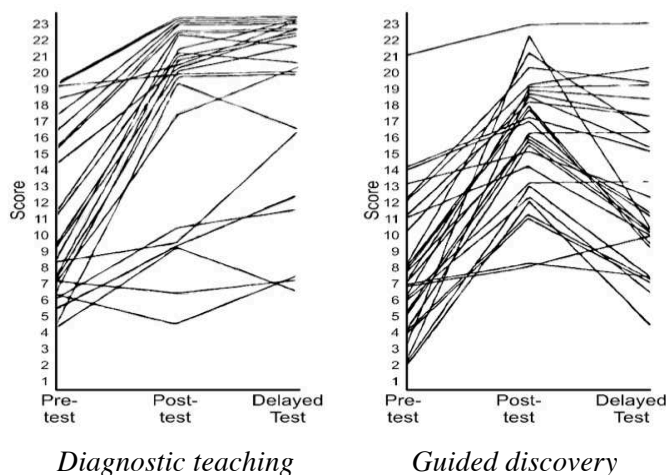 23
22
21
20
19
18
17
16
15
14
13
12
11
10
9
8
7
6
5
4
3
2
1
Score
Pre-
test
Post-
test
Delayed
Test
Diagnostic teaching
23
22
21
20
19
18
17
16
15
14
13
12
11
10
9
8
7
6
5
4
3
2
1
Score
Pre-
test
Post-
test
Delayed
Test
Guided discovery